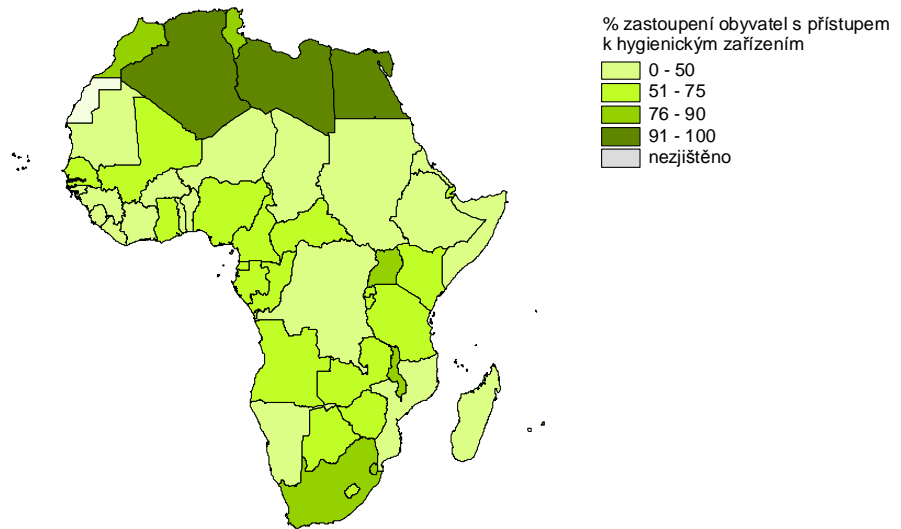 % zastoupení obyvatel s přístupem
k hygienickým zařízením
0 - 50
51 - 75
76 - 90
91 - 100
nezjištěno